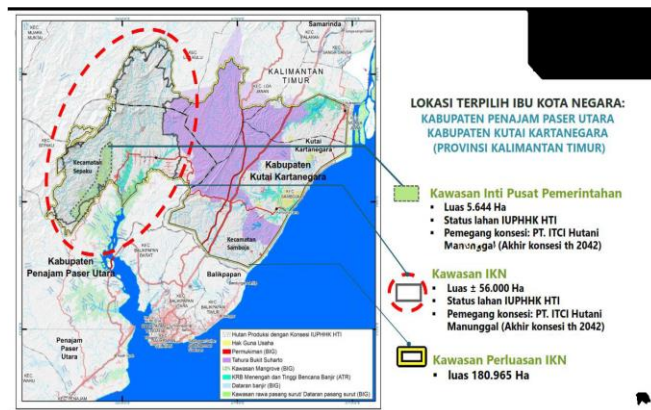 Samarinda
KALIMANTAN
TIMUR
Kutai
Kartanegara
Kabupaten
Kutai Kartanegara
Kecamatan
Sepaku
Kecamatan
Samboja
Kabupaten
Penajam Paser Utara
Balikpapan
Penajam
Paser
Utara
Hutan Produksi dengan Konsesi IUPHHK HTI
Hak Guna Usaha
Permukiman (BIG)
Tahura Bukit Suharto
Kawasan Mangrove (BIG)
KRB Menengah dan Tinggi Bencana Banjir (ATR)
Dataran banjir (BIG)
Kawasan rawa pasang surut/ Dataran pasang surut (BIG)
LOKASI TERPILIH IBU KOTA NEGARA:
KABUPATEN PENAJAM PASER UTARA
KABUPATEN KUTAI KARTANEGARA
(PROVINSI KALIMANTAN TIMUR)
Kawasan Inti Pusat Pemerintahan
• Luas 5.644 Ha
• Status lahan IUPHHK HTI
• Pemegang konsesi: PT. ITCI Hutani
Manunggal (Akhir konsesi th 2042)
Kawasan IKN
• Luas ± 56.000 Ha
• Status lahan IUPHHK HTI
• Pemegang konsesi: PT. ITCI Hutani
Manunggal (Akhir konsesi th 2042)
Kawasan Perluasan IKN
• luas 180.965 Ha